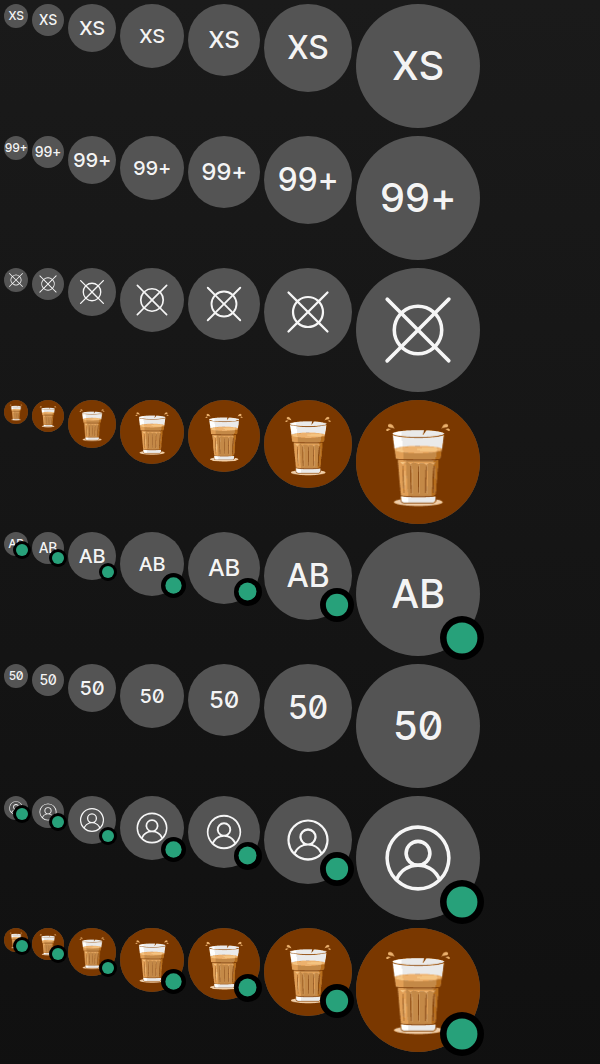 XS XS XS XS XS XS XS
99+ 99+ 99+ 99+ 99+ 99+ 99+
AB AB AB AB AB AB AB
50 50 50 50 50 50 50